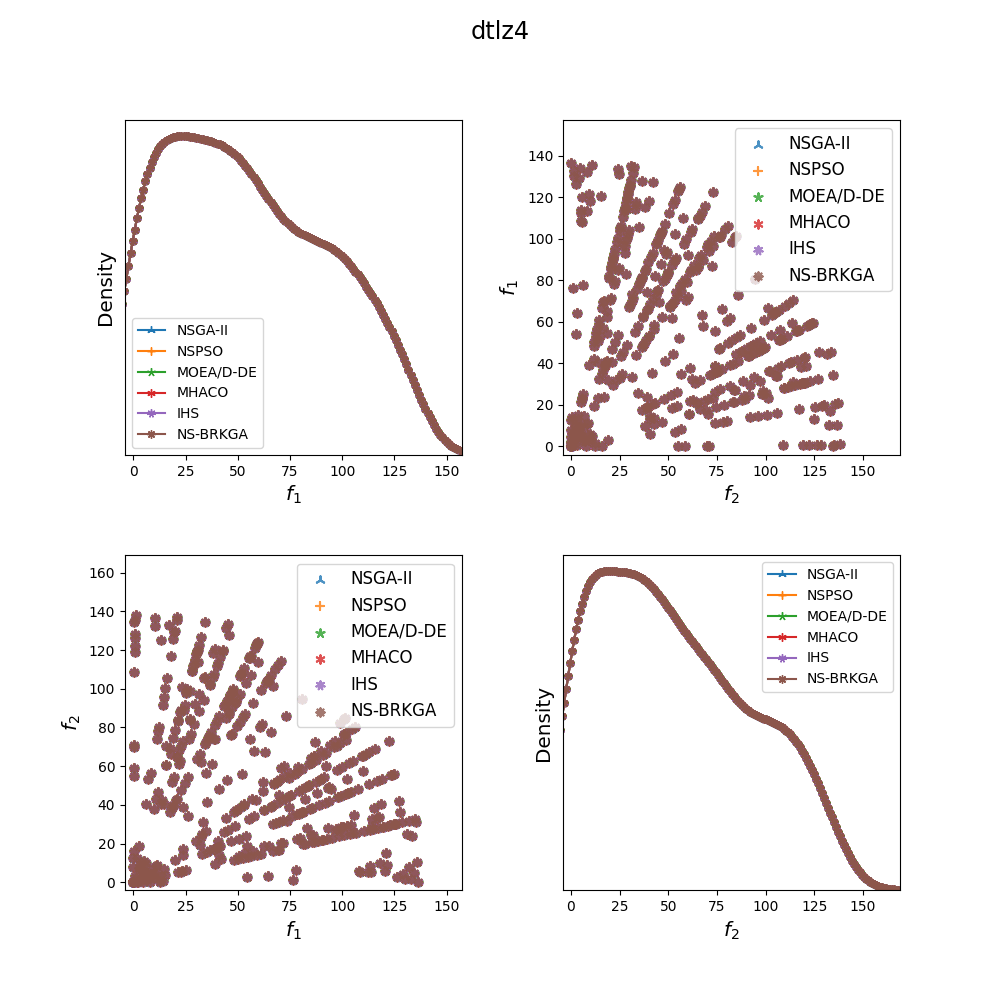 dtlz4
Density
NSGA-II
NSPSO
MOEA/D-DE
MHACO
IHS
NS-BRKGA
0 25 50 75 100 125 150
f1
f1
140
120
100
80
60
40
20
0
NSGA-II
NSPSO
MOEA/D-DE
MHACO
IHS
NS-BRKGA
0 25 50 75 100 125 150
f2
f2
160
140
120
100
80
60
40
20
0
NSGA-II
NSPSO
MOEA/D-DE
MHACO
IHS
NS-BRKGA
0 25 50 75 100 125 150
f1
Density
NSGA-II
NSPSO
MOEA/D-DE
MHACO
IHS
NS-BRKGA
0 25 50 75 100 125 150
f2